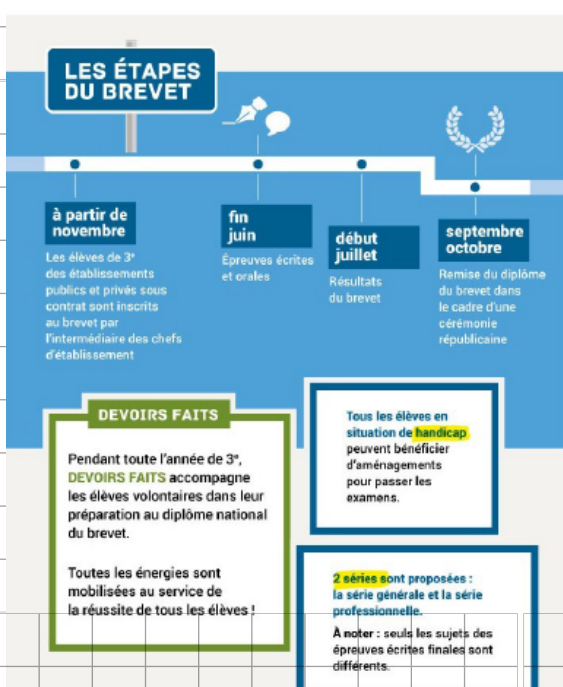 LES ÉTAPES
DU BREVET
à partir de
novembre
Les élèves de 3e
des établissements
publics et privés sous
contrat sont inscrits
au brevet par
l'intermédiaire des chefs
d'établissement
fin
juin
Épreuves écrites
et orales
début
juillet
Résultats
du brevet
septembre
octobre
Remise du diplôme
du brevet dans
le cadre d'une
cérémonie
républicaine
DEVOIRS FAITS
Pendant toute l'année de 3e,
DEVOIRS FAITS accompagne
les élèves volontaires dans leur
préparation au diplôme national
du brevet.
Toutes les énergies sont
mobilisées au service de
la réussite de tous les élèves !
Tous les élèves en
situation de handicap
peuvent bénéficier
d'aménagements
pour passer les
examens.
2 séries sont proposées :
la série générale et la série
professionnelle.
À noter : seuls les sujets des
épreuves écrites finales sont
différents.